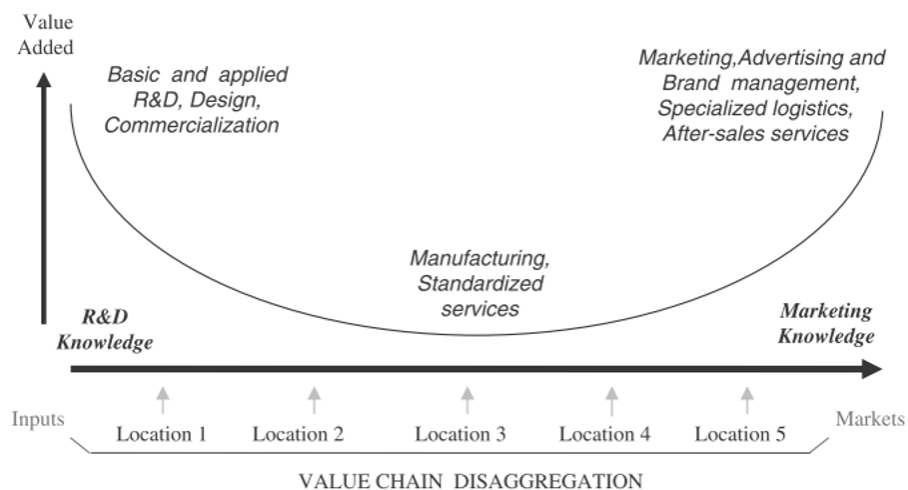 Value
Added
Basic and applied
R&D, Design,
Commercialization
Marketing,Advertising and
Brand management,
Specialized logistics,
After-sales services
Manufacturing,
Standardized
services
R&D
Knowledge
Marketing
Knowledge
Inputs
Markets
Location 1
Location 2
Location 3
Location 4
Location 5
VALUE CHAIN DISAGGREGATION